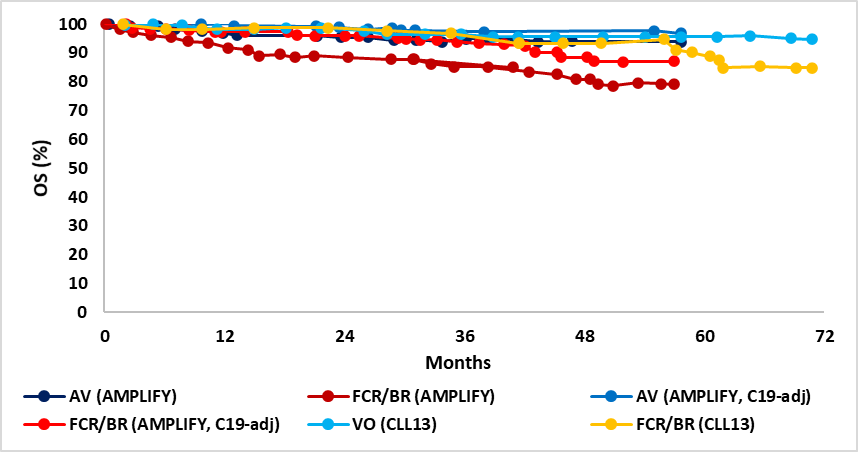 100
90
80
70
60
50
40
30
20
10
0
OS (%)
0 12 24 36 48 60 72
Months
AV (AMPLIFY) FCR/BR (AMPLIFY) AV (AMPLIFY, C19-adj)
FCR/BR (AMPLIFY, C19-adj) VO (CLL13) FCR/BR (CLL13)